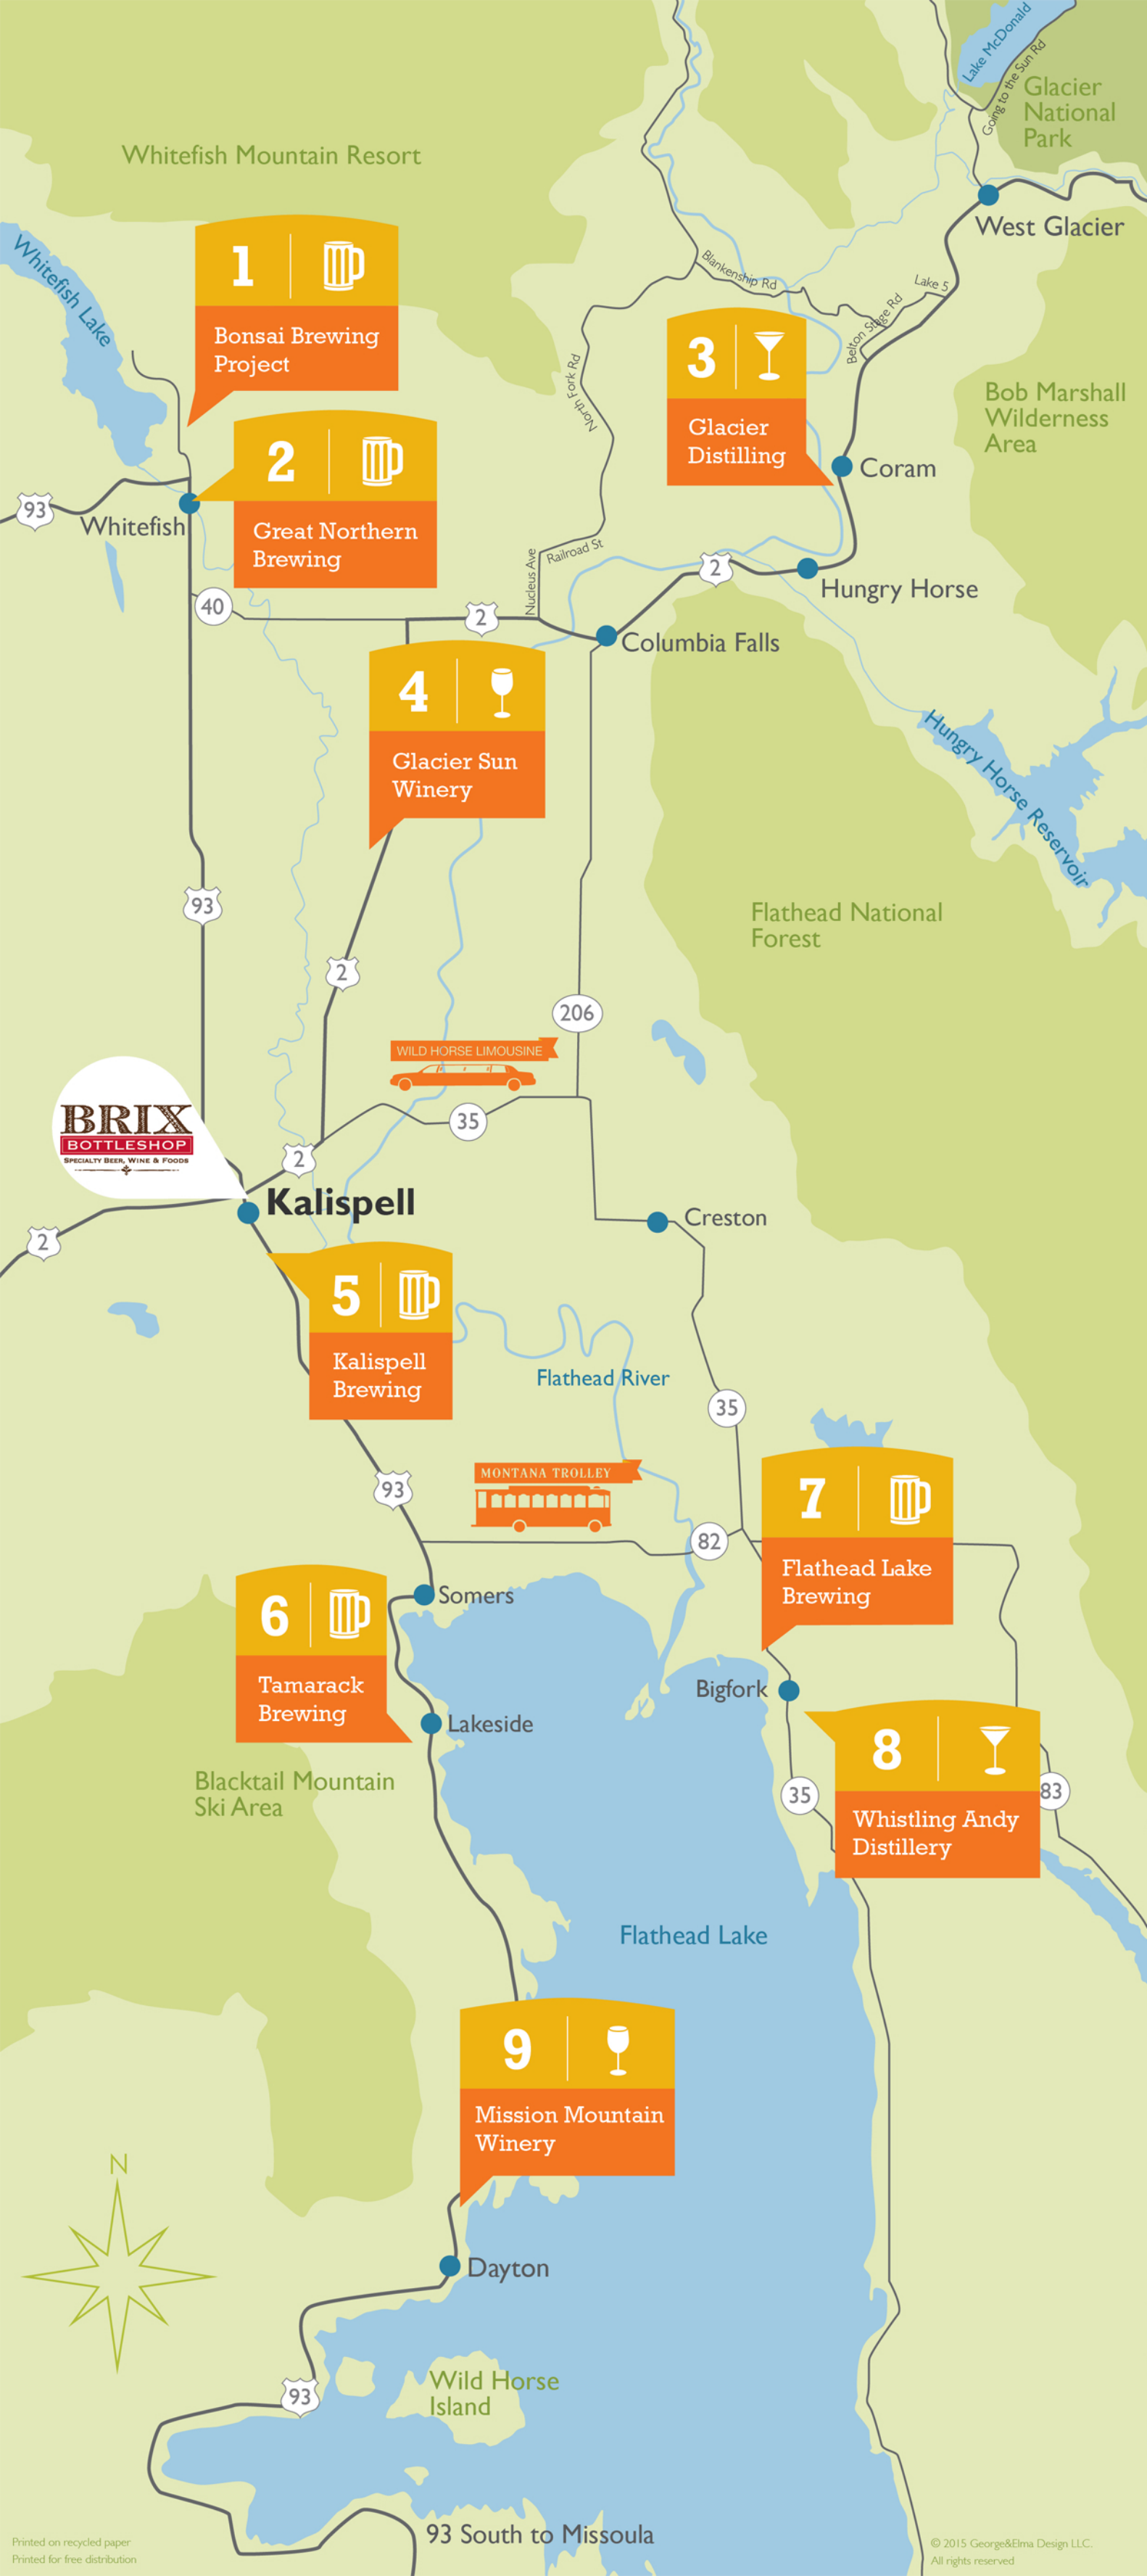 Lake McDonald
Going to the Sun Rd
Glacier
National
Park
Whitefish Mountain Resort
West Glacier
Whitefish Lake
1
Bonsai Brewing
Project
Blankenship Rd
Lake 5
Belton Stage Rd
3
Glacier
Distilling
North Fork Rd
Bob Marshall
Wilderness
Area
2
Great Northern
Brewing
Coram
93
Whitefish
Nucleus Ave
Railroad St
2
Hungry Horse
40
2
Columbia Falls
4
Glacier Sun
Winery
Hungry Horse Reservoir
93
Flathead National
Forest
2
206
WILD HORSE LIMOUSINE
BRIX
BOTTLESHOP
SPECIALTY BEER, WINE & FOODS
35
2
Kalispell
Creston
2
5
Kalispell
Brewing
Flathead River
35
93
MONTANA TROLLEY
7
Flathead Lake
Brewing
82
6
Tamarack
Brewing
Somers
Bigfork
Lakeside
8
Whistling Andy
Distillery
Blacktail Mountain
Ski Area
35
83
Flathead Lake
9
Mission Mountain
Winery
N
Dayton
Wild Horse
Island
93
93 South to Missoula
Printed on recycled paper
Printed for free distribution
© 2015 George&Elma Design LLC.
All rights reserved